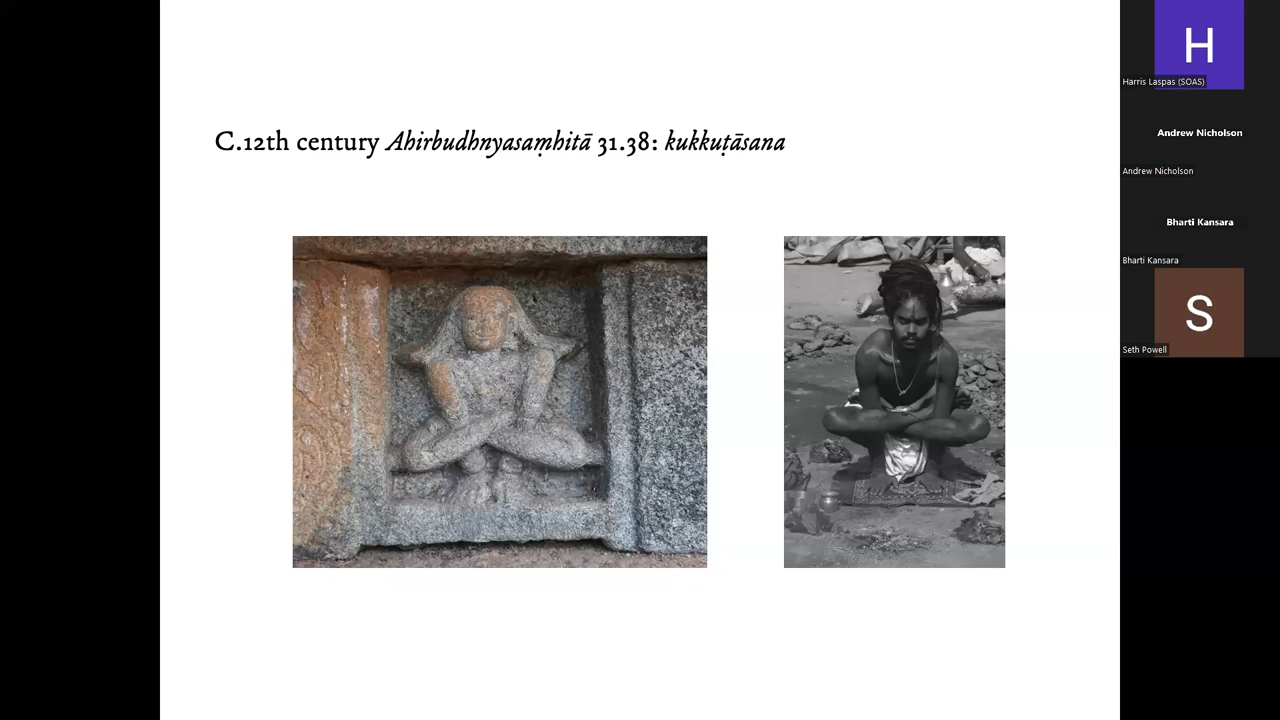 C.12th century Ahirbudhnyasaṃhitā 31.38: kukkuṭāsana
H
Harris Laspas (SOAS)
Andrew Nicholson
Andrew Nicholson
Bharti Kansara
Bharti Kansara
S
Seth Powell